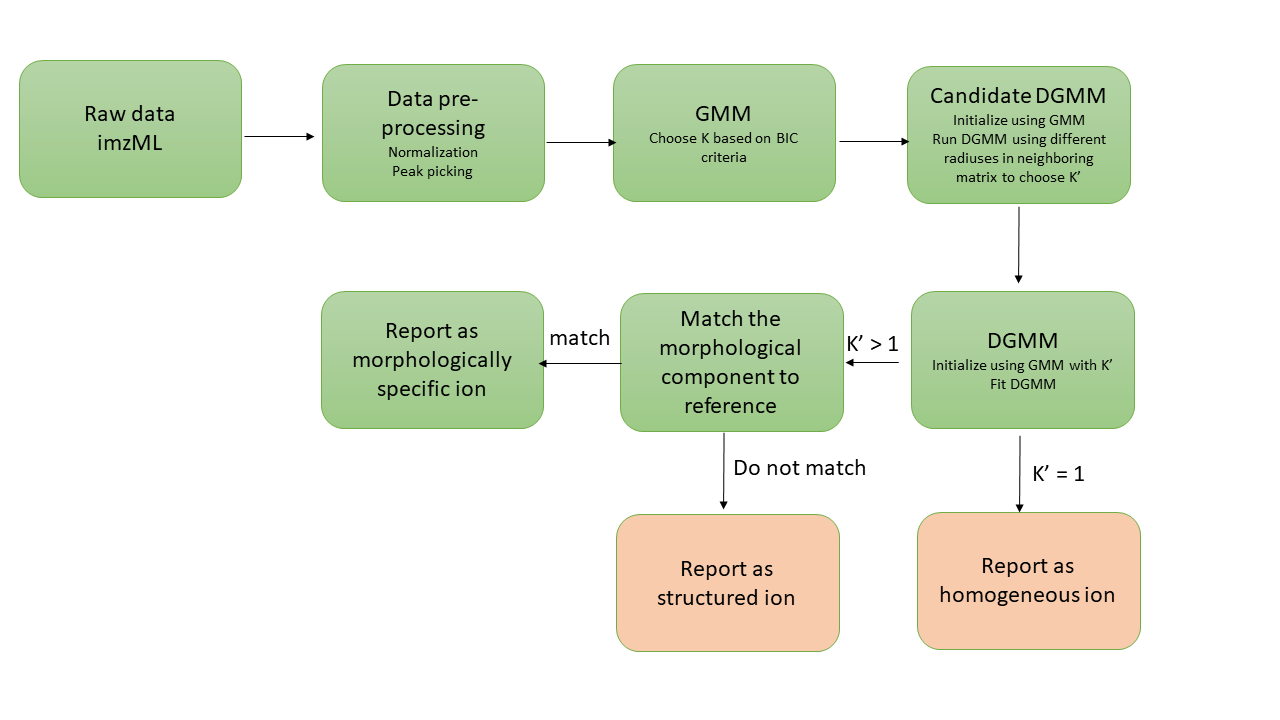 Raw data
imzML
Data pre-
processing
Normalization
Peak picking
GMM
Choose K based on BIC
criteria
Candidate DGMM
Initialize using GMM
Run DGMM using different
radiuses in neighboring
matrix to choose K’
DGMM
Initialize using GMM with K’
Fit DGMM
K’ > 1
Match the
morphological
component to
reference
match
Report as
morphologically
specific ion
Do not match
Report as
structured ion
K’ = 1
Report as
homogeneous ion